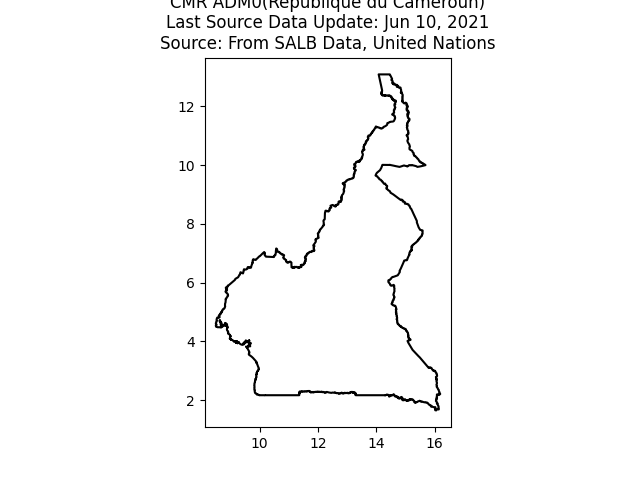 CMR ADM0(République du Cameroun)
Last Source Data Update: Jun 10, 2021
Source: From SALB Data, United Nations
12
10
8
6
4
2
10 12 14 16